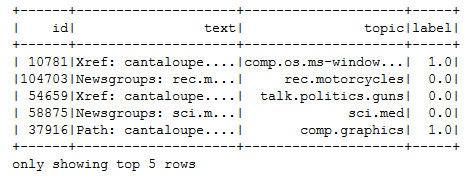 +------+--------------------+--------------------+-----+
|    id|                text|               topic|label|
+------+--------------------+--------------------+-----+
| 10781|Xref: cantaloupe....|comp.os.ms-window...|  1.0|
|104703|Newsgroups: rec.m...|     rec.motorcycles|  0.0|
| 54659|Xref: cantaloupe....|  talk.politics.guns|  0.0|
| 58875|Newsgroups: sci.m...|             sci.med|  0.0|
| 37916|Path: cantaloupe....|       comp.graphics|  1.0|
+------+--------------------+--------------------+-----+
only showing top 5 rows